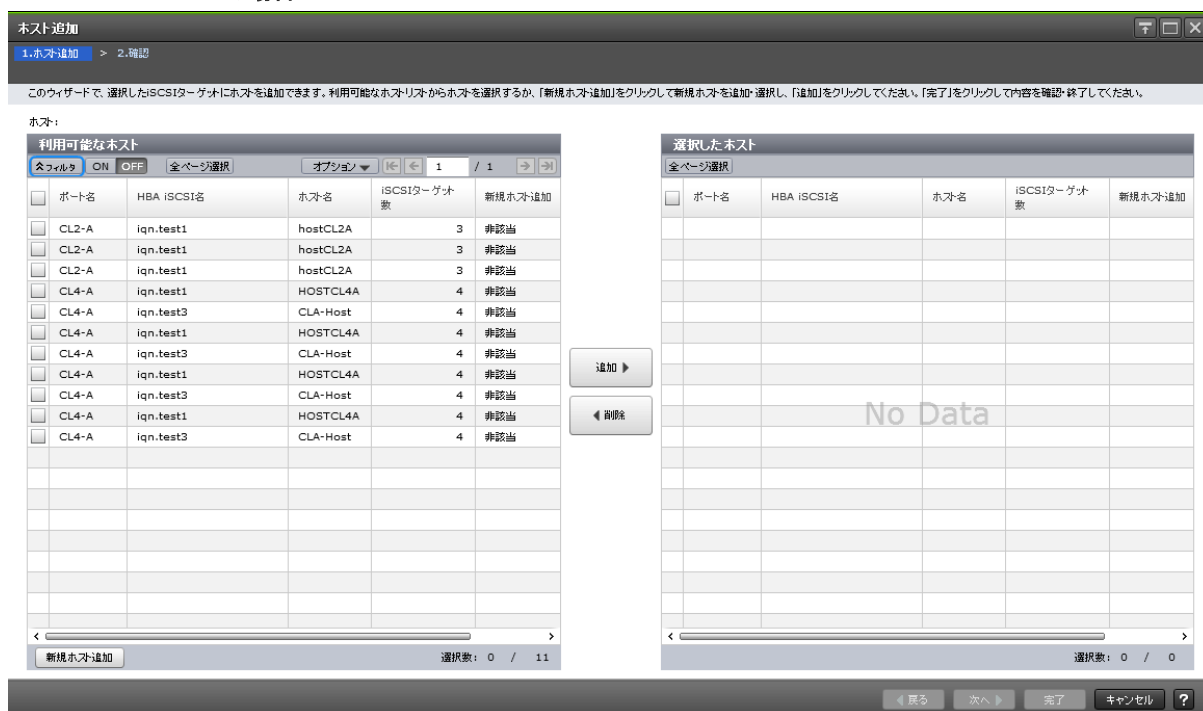 ホスト追加
1.ホスト追加 > 2.確認
このウィザードで、選択したiSCSIターゲットにホストを追加できます。利用可能なホストリストからホストを選択するか、「新規ホスト追加」をクリックして新規ホストを追加・選択し、「追加」をクリックしてください。「完了」をクリックして内容を確認・終了してください。
ホスト:
利用可能なホスト
フィルタ ON OFF 全ページ選択 オプション 1 / 1
ポート名 HBA iSCSI名 ホスト名 iSCSIターゲット数 新規ホスト追加
CL2-A iqn.test1 hostCL2A 3 非該当
CL2-A iqn.test1 hostCL2A 3 非該当
CL2-A iqn.test1 hostCL2A 3 非該当
CL4-A iqn.test1 HOSTCL4A 4 非該当
CL4-A iqn.test3 CLA-Host 4 非該当
CL4-A iqn.test1 HOSTCL4A 4 非該当
CL4-A iqn.test3 CLA-Host 4 非該当
CL4-A iqn.test1 HOSTCL4A 4 非該当
CL4-A iqn.test3 CLA-Host 4 非該当
CL4-A iqn.test1 HOSTCL4A 4 非該当
CL4-A iqn.test3 CLA-Host 4 非該当
新規ホスト追加 選択数: 0 / 11
追加
削除
選択したホスト
全ページ選択
ポート名 HBA iSCSI名 ホスト名 iSCSIターゲット数 新規ホスト追加
No Data
選択数: 0 / 0
戻る 次へ 完了 キャンセル ?